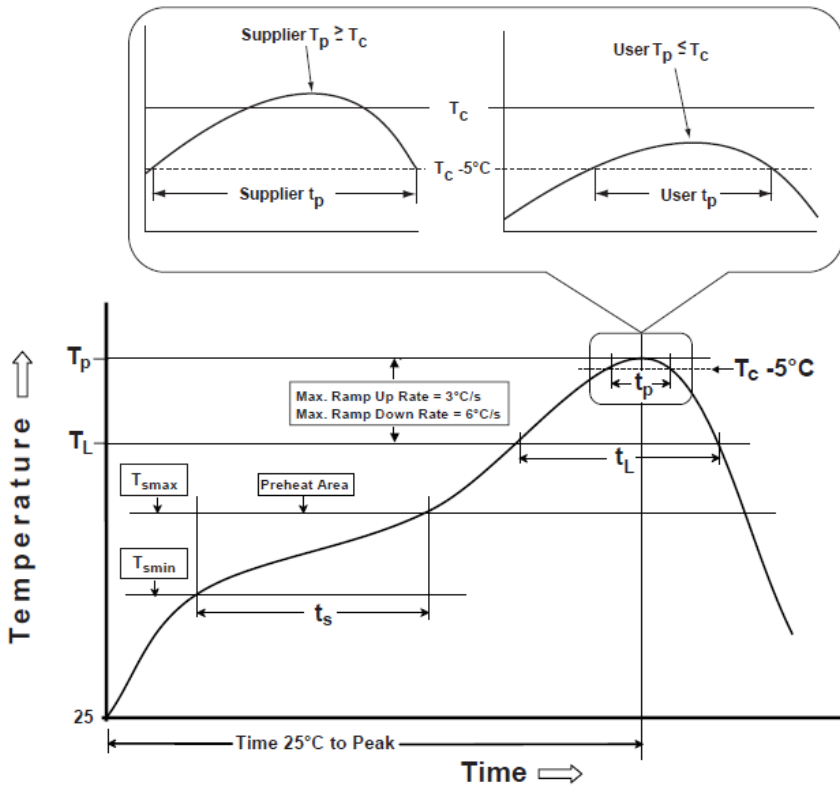 Supplier Tp ≥ Tc
User Tp ≤ Tc
Tc
Tc -5°C
Supplier tp
User tp
Tp
Tc -5°C
tp
Max. Ramp Up Rate = 3°C/s
Max. Ramp Down Rate = 6°C/s
TL
tL
Tsmax
Preheat Area
Tsmin
ts
Temperature
25
Time 25°C to Peak
Time